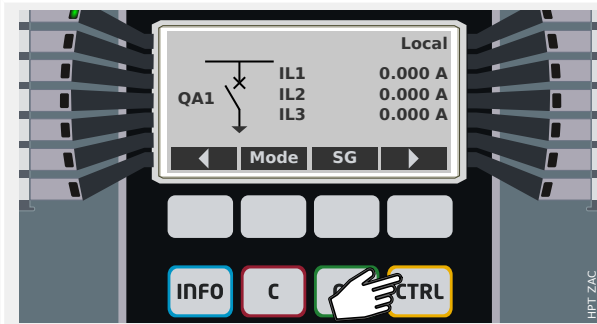 Local
IL1 0.000 A
QA1 IL2 0.000 A
IL3 0.000 A
Mode SG
INFO C CTRL
HPT ZAC